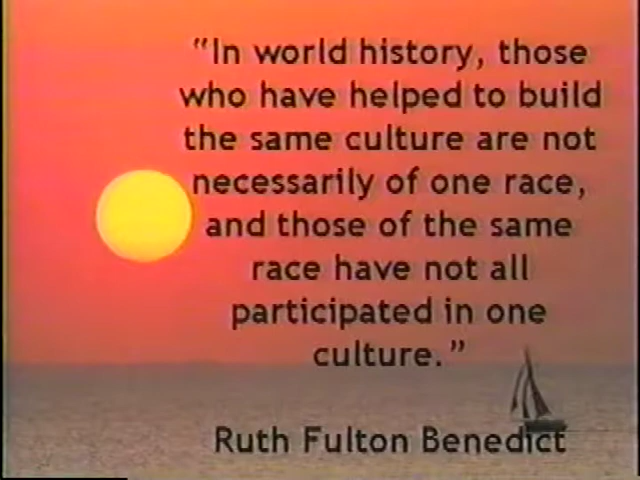 “In world history, those
who have helped to build
the same culture are not
necessarily of one race,
and those of the same
race have not all
participated in one
culture.”
Ruth Fulton Benedict